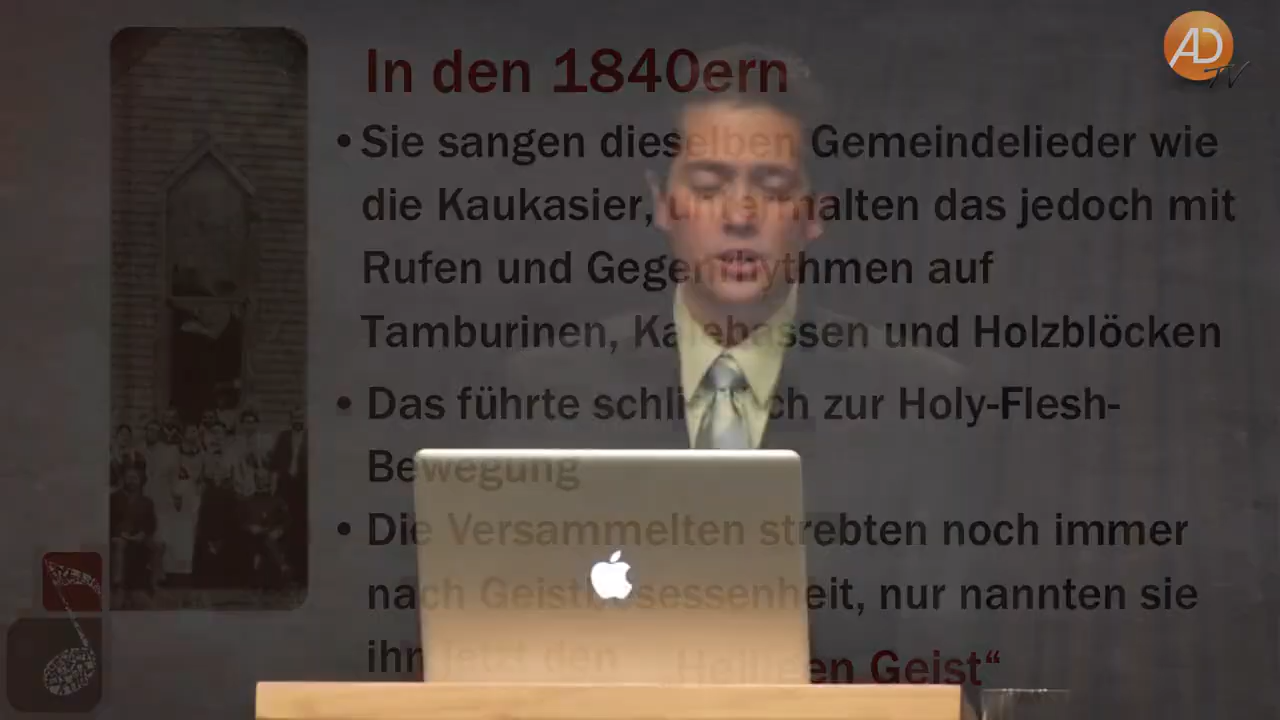 AD
TV
In den 1840ern
• Sie sangen dieselben Gemeindelieder wie
die Kaukasier, halten das jedoch mit
Rufen und Gegenrhythmen auf
Tamburinen, Kalebassen und Holzblöcken
• Das führte schließlich zur Holy-Flesh-
Bewegung
• Die Versammelten strebten noch immer
nach Geistbesessenheit, nur nannten sie
ihn jetzt den „Heiligen Geist“